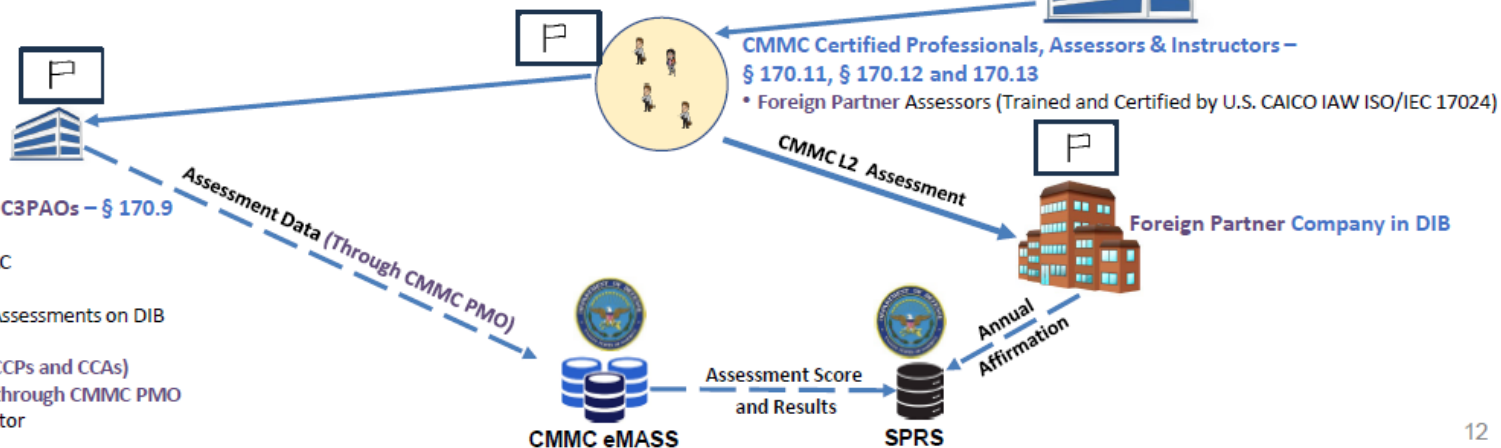 CMMC Certified Professionals, Assessors & Instructors –
§ 170.11, § 170.12 and 170.13
• Foreign Partner Assessors (Trained and Certified by U.S. CAICO IAW ISO/IEC 17024)
CMMC L2 Assessment
C3PAOs – § 170.9
C
Assessments on DIB
CCPs and CCAs)
through CMMC PMO
tor
Assessment Data (Through CMMC PMO)
Foreign Partner Company in DIB
Annual
Affirmation
Assessment Score
and Results
CMMC eMASS
SPRS
12